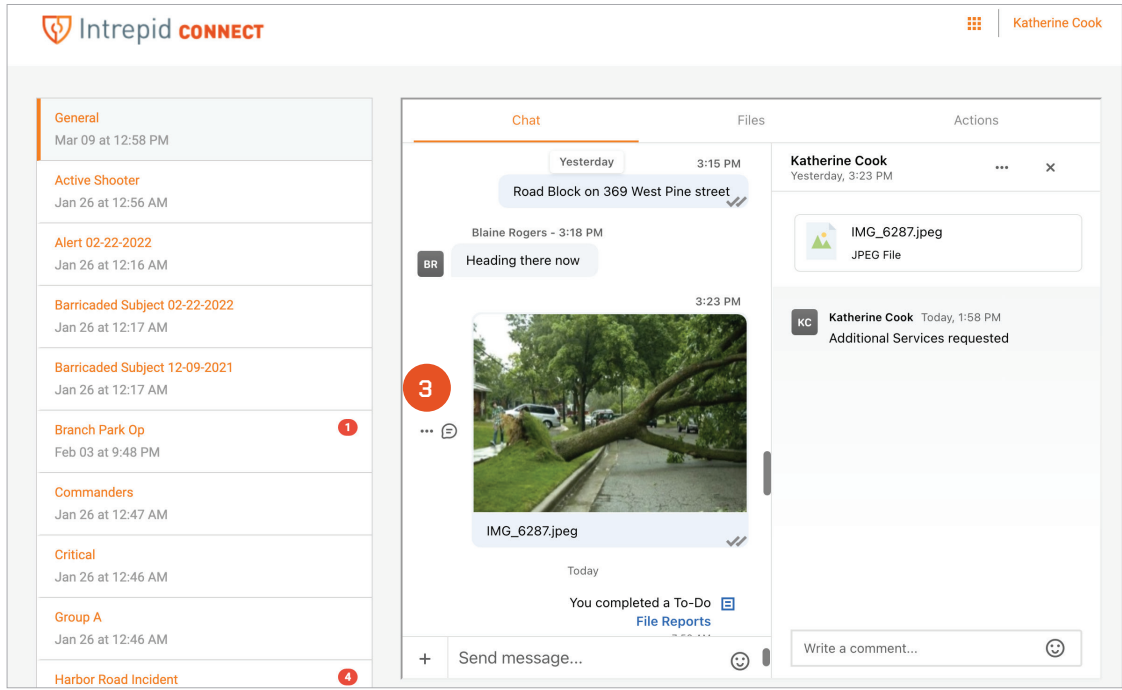 Intrepid CONNECT
Katherine Cook
General
Mar 09 at 12:58 PM
Active Shooter
Jan 26 at 12:56 AM
Alert 02-22-2022
Jan 26 at 12:16 AM
Barricaded Subject 02-22-2022
Jan 26 at 12:17 AM
Barricaded Subject 12-09-2021
Jan 26 at 12:17 AM
Branch Park Op
1
Feb 03 at 9:48 PM
Commanders
Jan 26 at 12:47 AM
Critical
Jan 26 at 12:46 AM
Group A
Jan 26 at 12:46 AM
Harbor Road Incident
4
Chat
Files
Actions
Yesterday
3:15 PM
Road Block on 369 West Pine street
Blaine Rogers - 3:18 PM
BR
Heading there now
3:23 PM
3
IMG_6287.jpeg
Today
You completed a To-Do
File Reports
Send message...
Katherine Cook
Yesterday, 3:23 PM
IMG_6287.jpeg
JPEG File
KC
Katherine Cook Today, 1:58 PM
Additional Services requested
Write a comment...